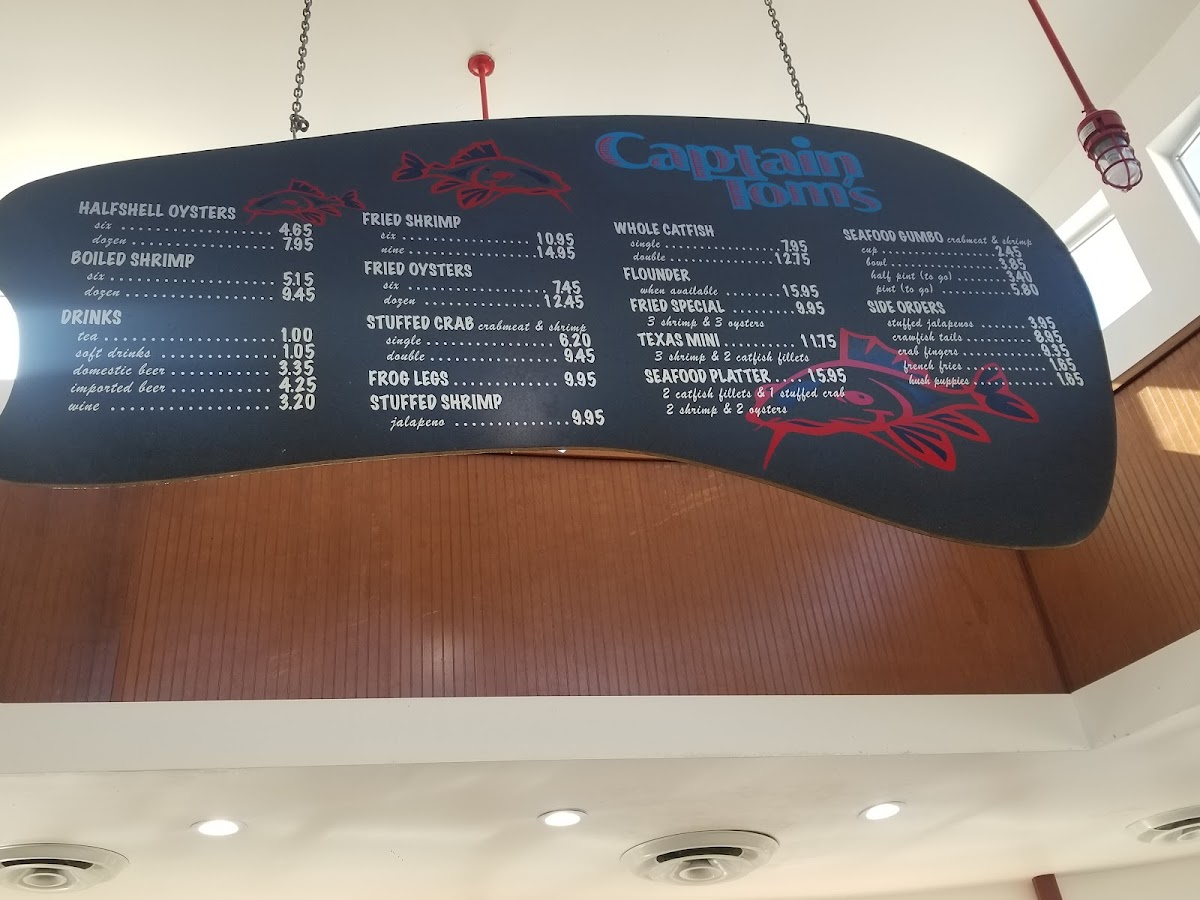 Captain
Tom's
HALFSHELL OYSTERS
six 4.65
dozen 7.95
BOILED SHRIMP
six 5.15
dozen 9.45
DRINKS
tea 1.00
soft drinks 1.05
domestic beer 3.35
imported beer 4.25
wine 3.20
FRIED SHRIMP
six 10.95
nine 14.95
FRIED OYSTERS
six 7.45
dozen 12.45
STUFFED CRAB crabmeat & shrimp
single 6.20
double 9.45
FROG LEGS 9.95
STUFFED SHRIMP
jalapeno 9.95
WHOLE CATFISH
single 7.95
double 12.75
FLOUNDER
when available 15.95
FRIED SPECIAL 9.95
3 shrimp & 3 oysters
TEXAS MINI 11.75
3 shrimp & 2 catfish fillets
SEAFOOD PLATTER 15.95
2 catfish fillets & 1 stuffed crab
2 shrimp & 2 oysters
SEAFOOD GUMBO crabmeat & shrimp
cup 2.45
bowl 3.85
half pint (to go) 3.40
pint (to go) 5.80
SIDE ORDERS
stuffed jalapenos 3.95
crawfish tails 8.95
crab fingers 9.35
french fries 1.65
hush puppies 1.65